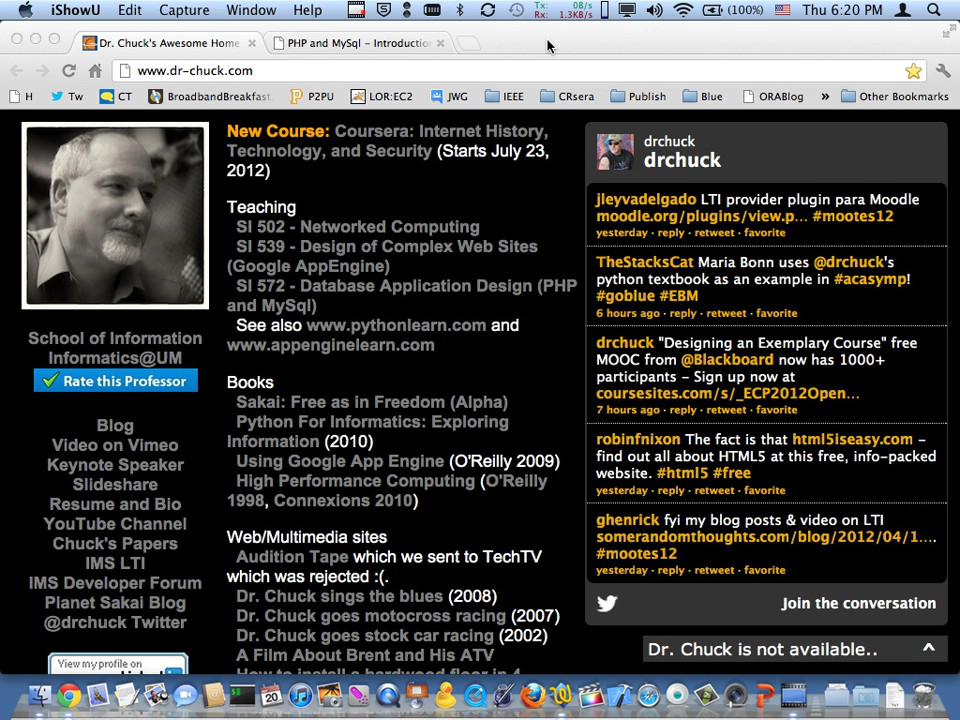 iShowU Edit Capture Window Help Tx: 0B/s Rx: 1.3KB/s (100%) Thu 6:20 PM
Dr. Chuck's Awesome Home PHP and MySql – Introductio
www.dr-chuck.com
H Tw CT BroadbandBreakfast P2PU LOR:EC2 JWG IEEE CRsera Publish Blue ORABlog » Other Bookmarks
New Course: Coursera: Internet History,
Technology, and Security (Starts July 23,
2012)
Teaching
SI 502 - Networked Computing
SI 539 - Design of Complex Web Sites
(Google AppEngine)
SI 572 - Database Application Design (PHP
and MySql)
See also www.pythonlearn.com and
www.appenginelearn.com
Books
Sakai: Free as in Freedom (Alpha)
Python For Informatics: Exploring
Information (2010)
Using Google App Engine (O'Reilly 2009)
High Performance Computing (O'Reilly
1998, Connexions 2010)
Web/Multimedia sites
Audition Tape which we sent to TechTV
which was rejected :(.
Dr. Chuck sings the blues (2008)
Dr. Chuck goes motocross racing (2007)
Dr. Chuck goes stock car racing (2002)
A Film About Brent and His ATV
How to install a hardwood floor in 4
School of Information
Informatics@UM
Rate this Professor
Blog
Video on Vimeo
Keynote Speaker
Slideshare
Resume and Bio
YouTube Channel
Chuck's Papers
IMS LTI
IMS Developer Forum
Planet Sakai Blog
@drchuck Twitter
View my profile on
drchuck
drchuck
jleyvadelgado LTI provider plugin para Moodle
moodle.org/plugins/view.p... #mootes12
yesterday · reply · retweet · favorite
TheStacksCat Maria Bonn uses @drchuck's
python textbook as an example in #acasymp!
#goblue #EBM
6 hours ago · reply · retweet · favorite
drchuck "Designing an Exemplary Course" free
MOOC from @Blackboard now has 1000+
participants – Sign up now at
coursesites.com/s/_ECP2012Open...
7 hours ago · reply · retweet · favorite
robinfnixon The fact is that html5iseasy.com –
find out all about HTML5 at this free, info-packed
website. #html5 #free
yesterday · reply · retweet · favorite
ghenrick fyi my blog posts & video on LTI
somerandomthoughts.com/blog/2012/04/1....
#mootes12
yesterday · reply · retweet · favorite
Join the conversation
Dr. Chuck is not available..